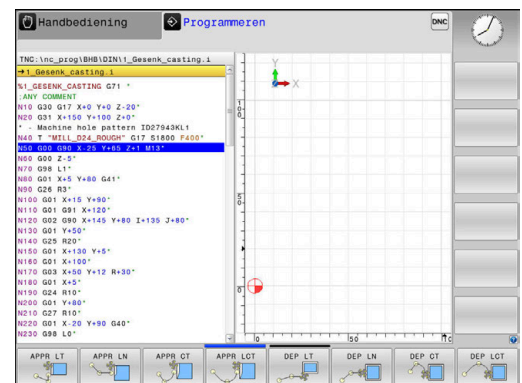 Handbediening
Programmeren
DNC
TNC:\nc_prog\BHB\DIN\1_Gesenk_casting.i
→1_Gesenk_casting.i
%1_GESENK_CASTING G71 *
;ANY COMMENT
N10 G30 G17 X+0 Y+0 Z-20*
N20 G31 X+150 Y+100 Z+0*
* - Machine hole pattern ID27943KL1
N40 T "MILL_D24_ROUGH" G17 S1800 F400*
N50 G00 G90 X-25 Y+65 Z+1 M13*
N60 G00 Z-5*
N70 G98 L1*
N80 G01 X+5 Y+80 G41*
N90 G26 R3*
N100 G01 X+15 Y+90*
N110 G01 G91 X+120*
N120 G02 G90 X+145 Y+80 I+135 J+80*
N130 G01 Y+50*
N140 G25 R20*
N150 G01 X+130 Y+5*
N160 G01 X+100*
N170 G03 X+50 Y+12 R+30*
N180 G01 X+5*
N190 G24 R10*
N200 G01 Y+80*
N210 G27 R10*
N220 G01 X-20 Y+90 G40*
N230 G98 L0*
Y
X
100
50
0
0
50
APPR LT
APPR LN
APPR CT
APPR LCT
DEP LT
DEP LN
DEP CT
DEP LCT